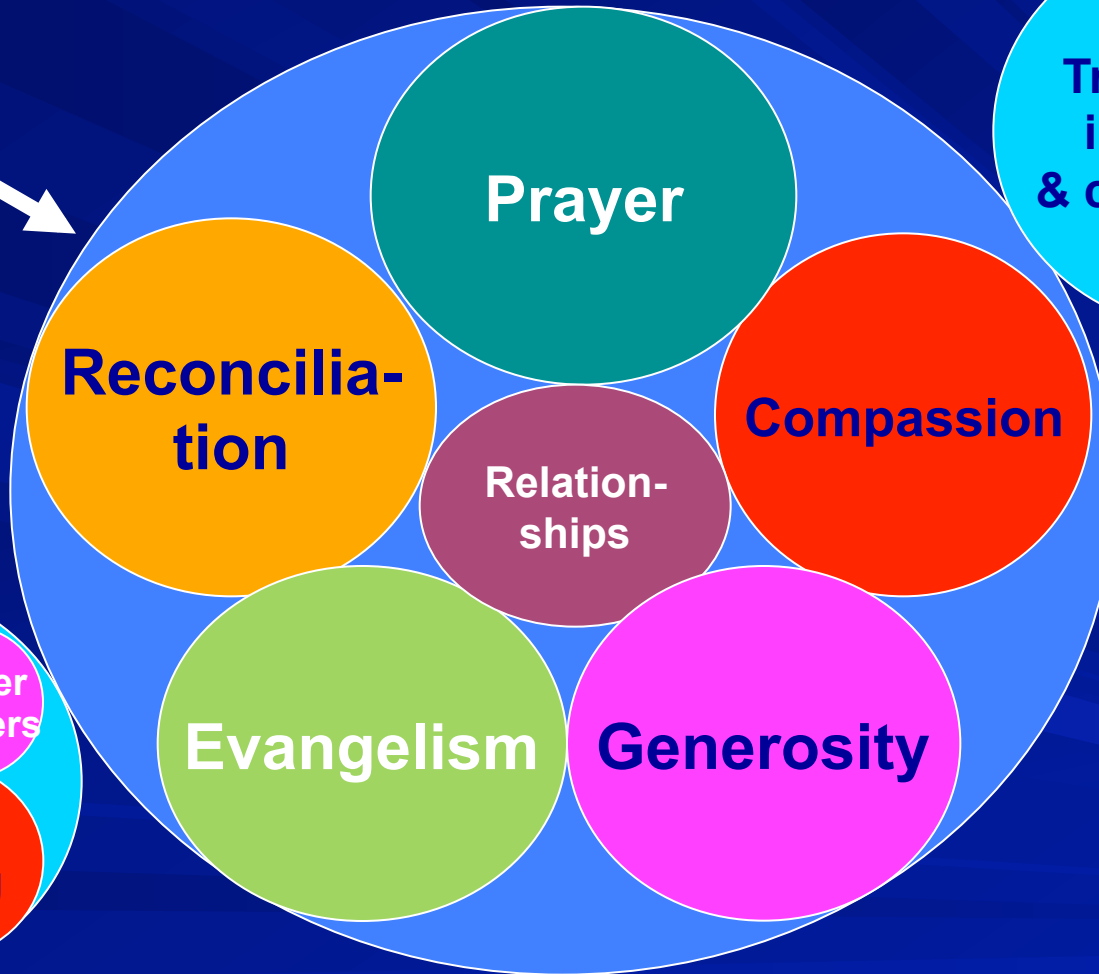 Prayer
&
Reconcilia-
tion
Compassion
Relation-
ships
Evangelism
Generosity